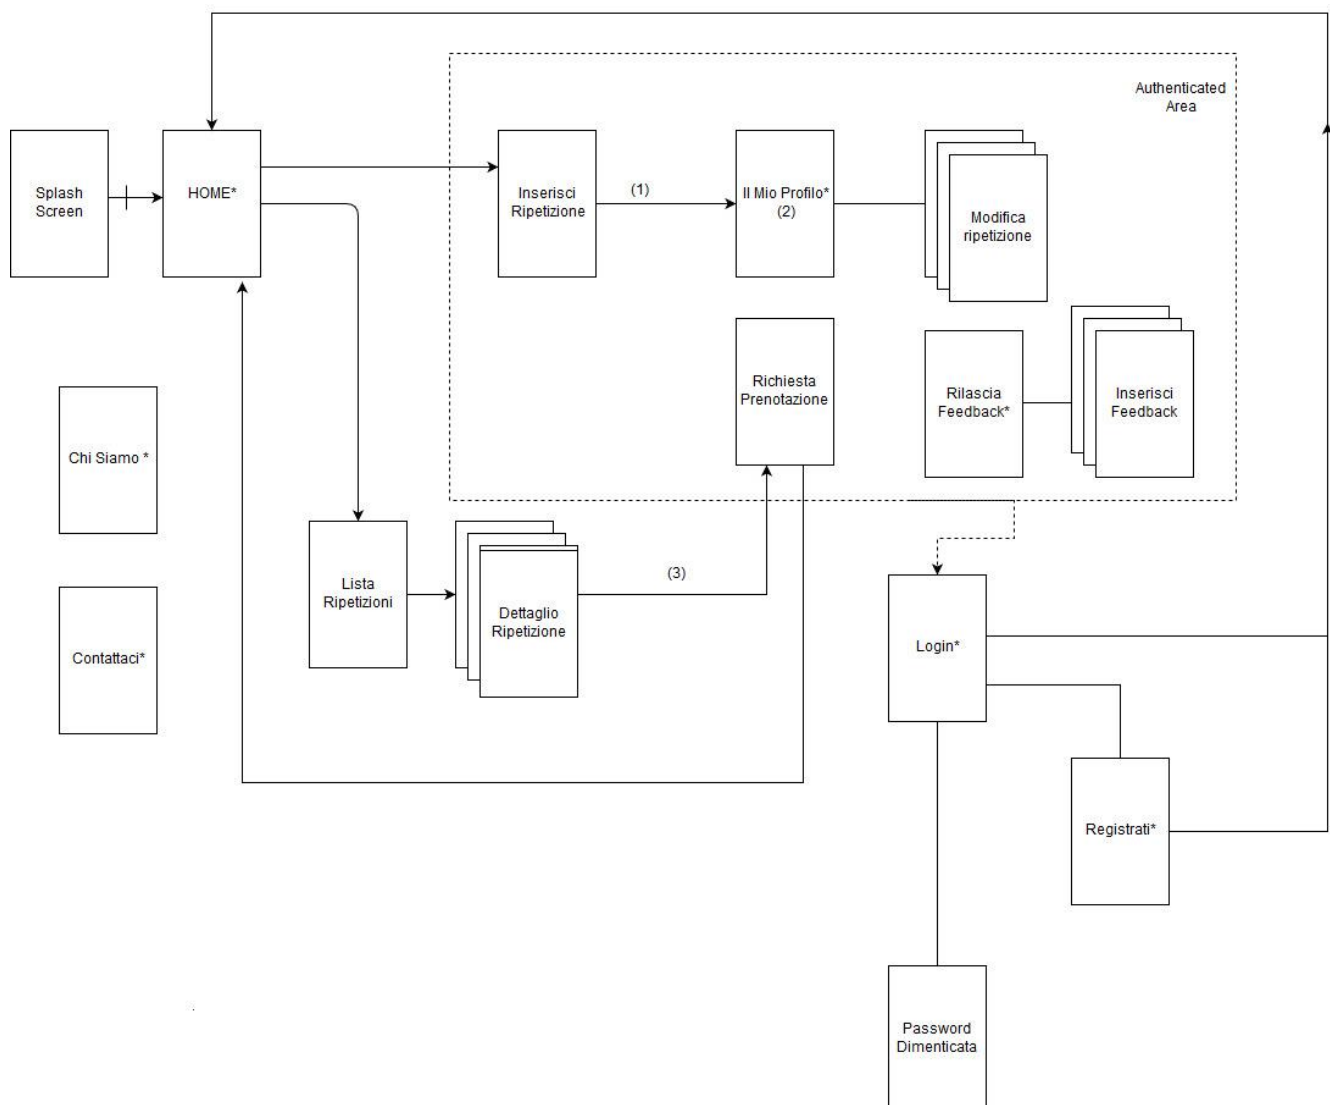 Authenticated
Area
Splash
Screen
HOME*
Inserisci
Ripetizione
(1)
Il Mio Profilo*
(2)
Modifica
ripetizione
Richiesta
Prenotazione
Rilascia
Feedback*
Inserisci
Feedback
Chi Siamo *
Lista
Ripetizioni
(3)
Dettaglio
Ripetizione
Contattaci*
Login*
Registrati*
Password
Dimenticata